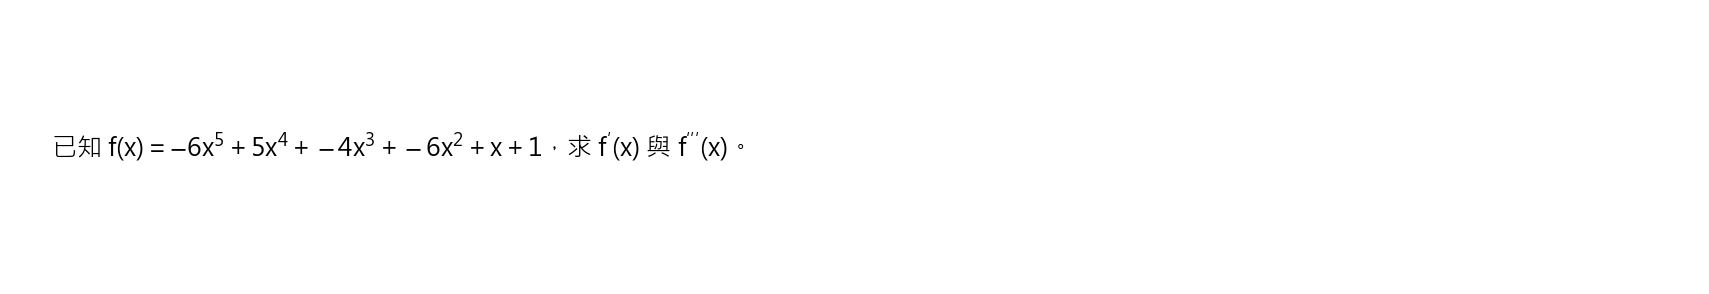 已知 f(x) = −6x⁵ + 5x⁴ + −4x³ + −6x² + x + 1，求 f′(x) 與 f′′′(x)。